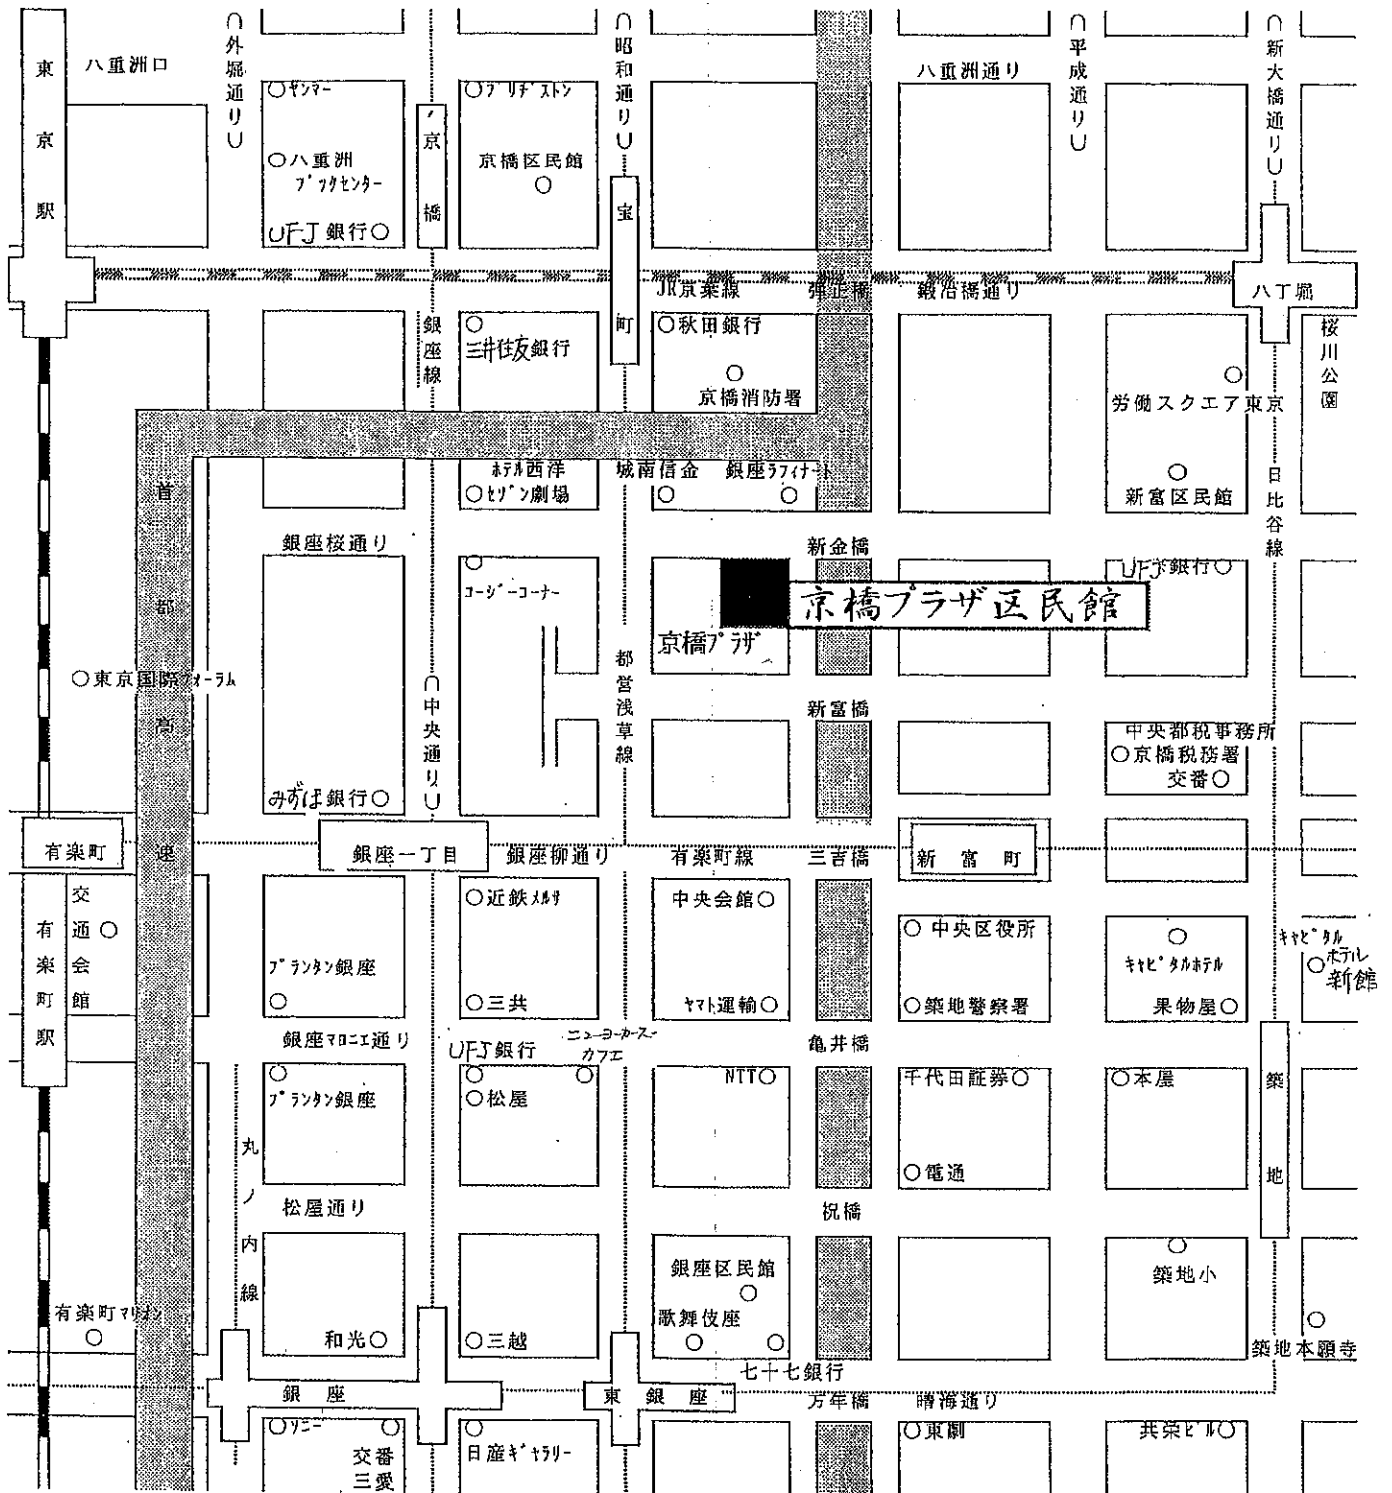 東京駅
八重洲口
∩外堀通り∪
∩昭和通り∪
八重洲通り
∩平成通り∪
∩新大橋通り∪
○ヤンマー
○ブリヂストン
京橋
○八重洲
ブックセンター
京橋区民館
○
UFJ銀行○
宝町
JR京葉線
弾正橋
鍛冶橋通り
八丁堀
銀座線
○
三井住友銀行
○秋田銀行
○
京橋消防署
桜川公園
○
労働スクエア東京
首都高速
ホテル西洋
○セゾン劇場
城南信金
○
銀座ラフィナート
○
○
新富区民館
日比谷線
銀座桜通り
新金橋
○
コージーコーナー
UFJ銀行○
京橋プラザ区民館
京橋プラザ
○東京国際フォーラム
∩中央通り∪
都営浅草線
新富橋
中央都税事務所
○京橋税務署
交番○
みずほ銀行○
有楽町
銀座一丁目
銀座柳通り
有楽町線
三吉橋
新富町
交通会館
○
有楽町駅
○近鉄メルサ
中央会館○
○中央区役所
○
キャピタルホテル
キャピタル
○ホテル
新館
プランタン銀座
○
○三共
ヤマト運輸○
○築地警察署
果物屋○
銀座マロニエ通り
UFJ銀行
○
ニューヨーカーズ
カフェ
○
亀井橋
○
プランタン銀座
○松屋
NTT○
千代田証券○
○本屋
築地
丸ノ内線
○電通
松屋通り
祝橋
銀座区民館
○
○
築地小
有楽町マリオン
○
和光○
○三越
歌舞伎座
○
○
○
築地本願寺
七十七銀行
銀座
東銀座
万年橋
晴海通り
○ソニー
○
交番
三愛
○
日産ギャラリー
○東劇
共栄ビル○